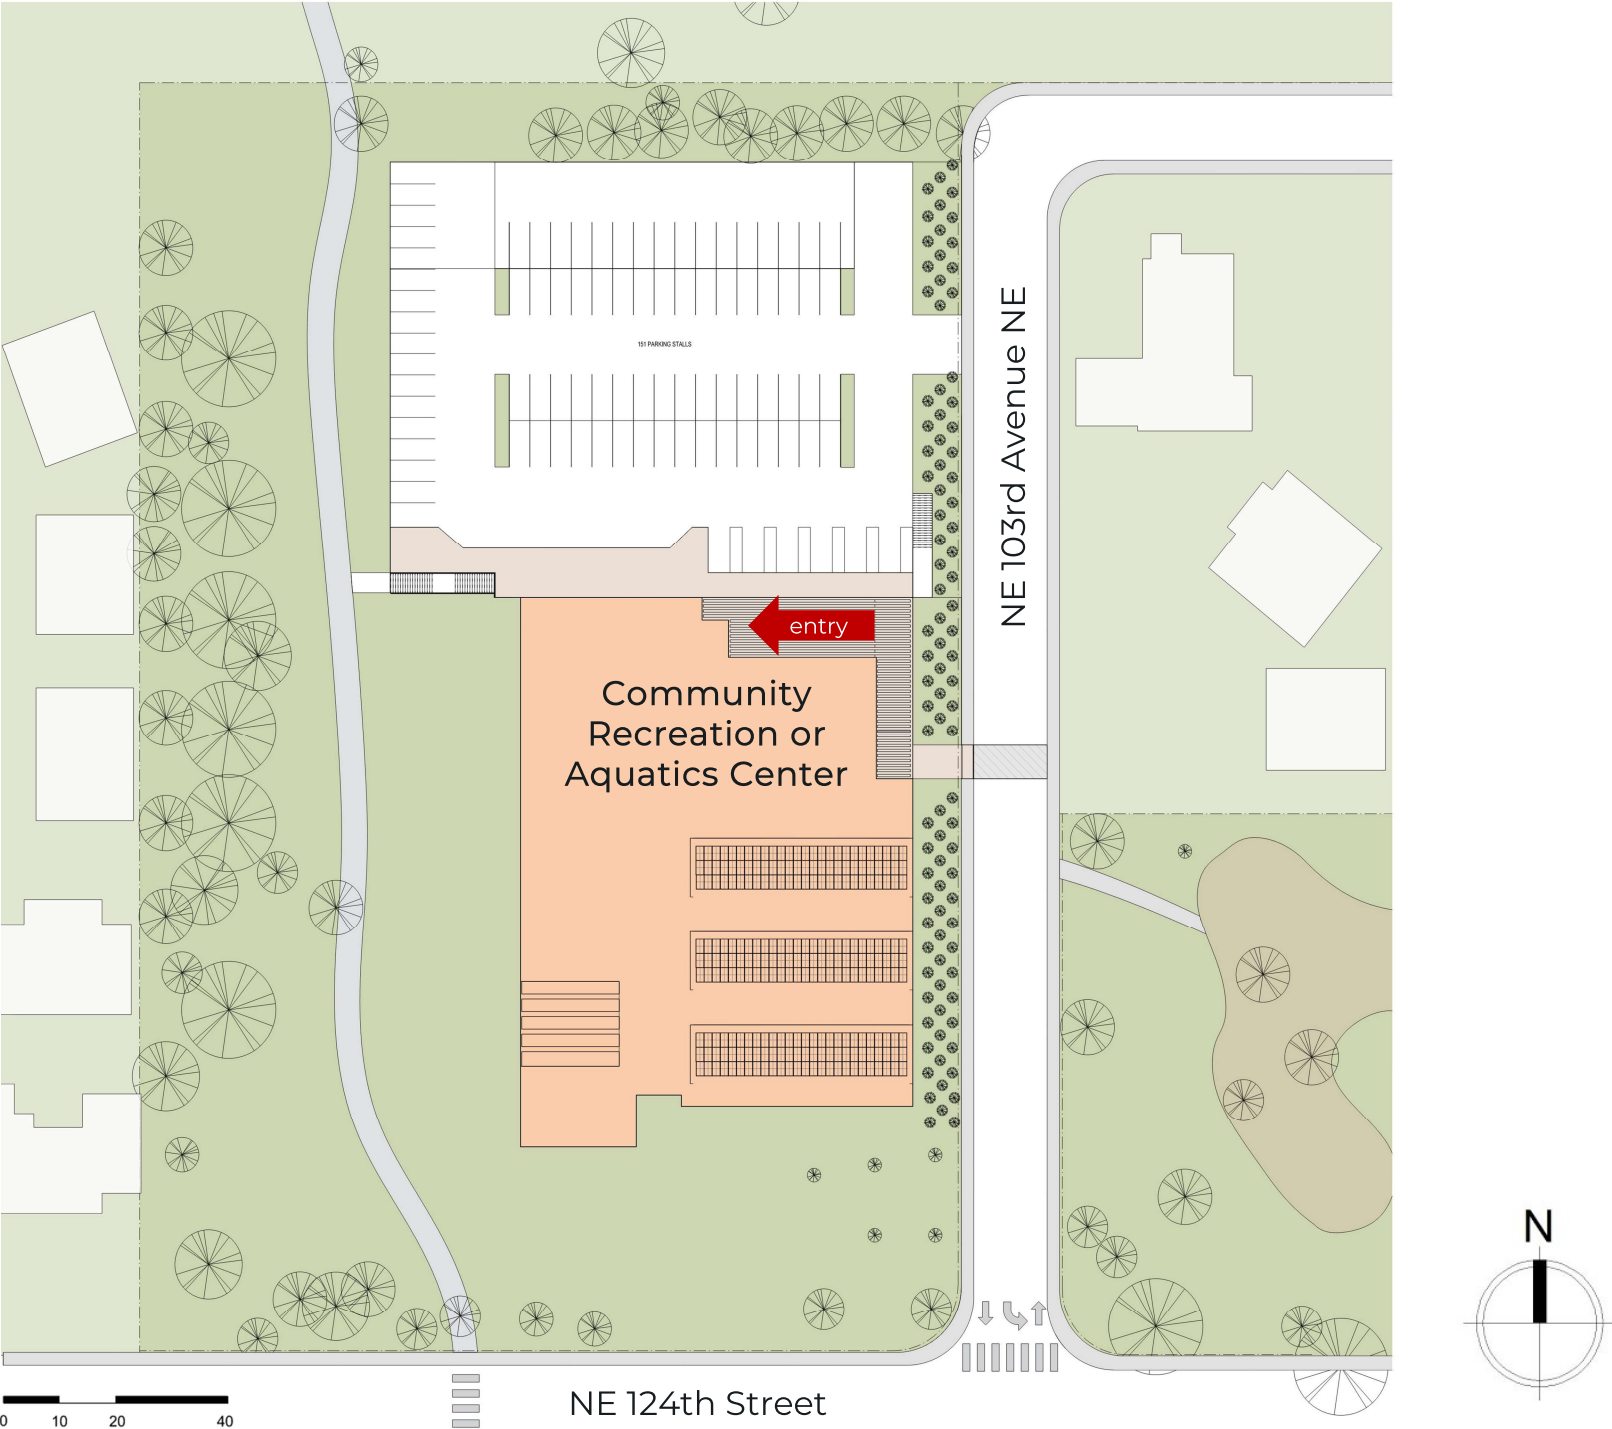 151 PARKING STALLS
NE 103rd Avenue NE
entry
Community
Recreation or
Aquatics Center
N
NE 124th Street
0 10 20 40